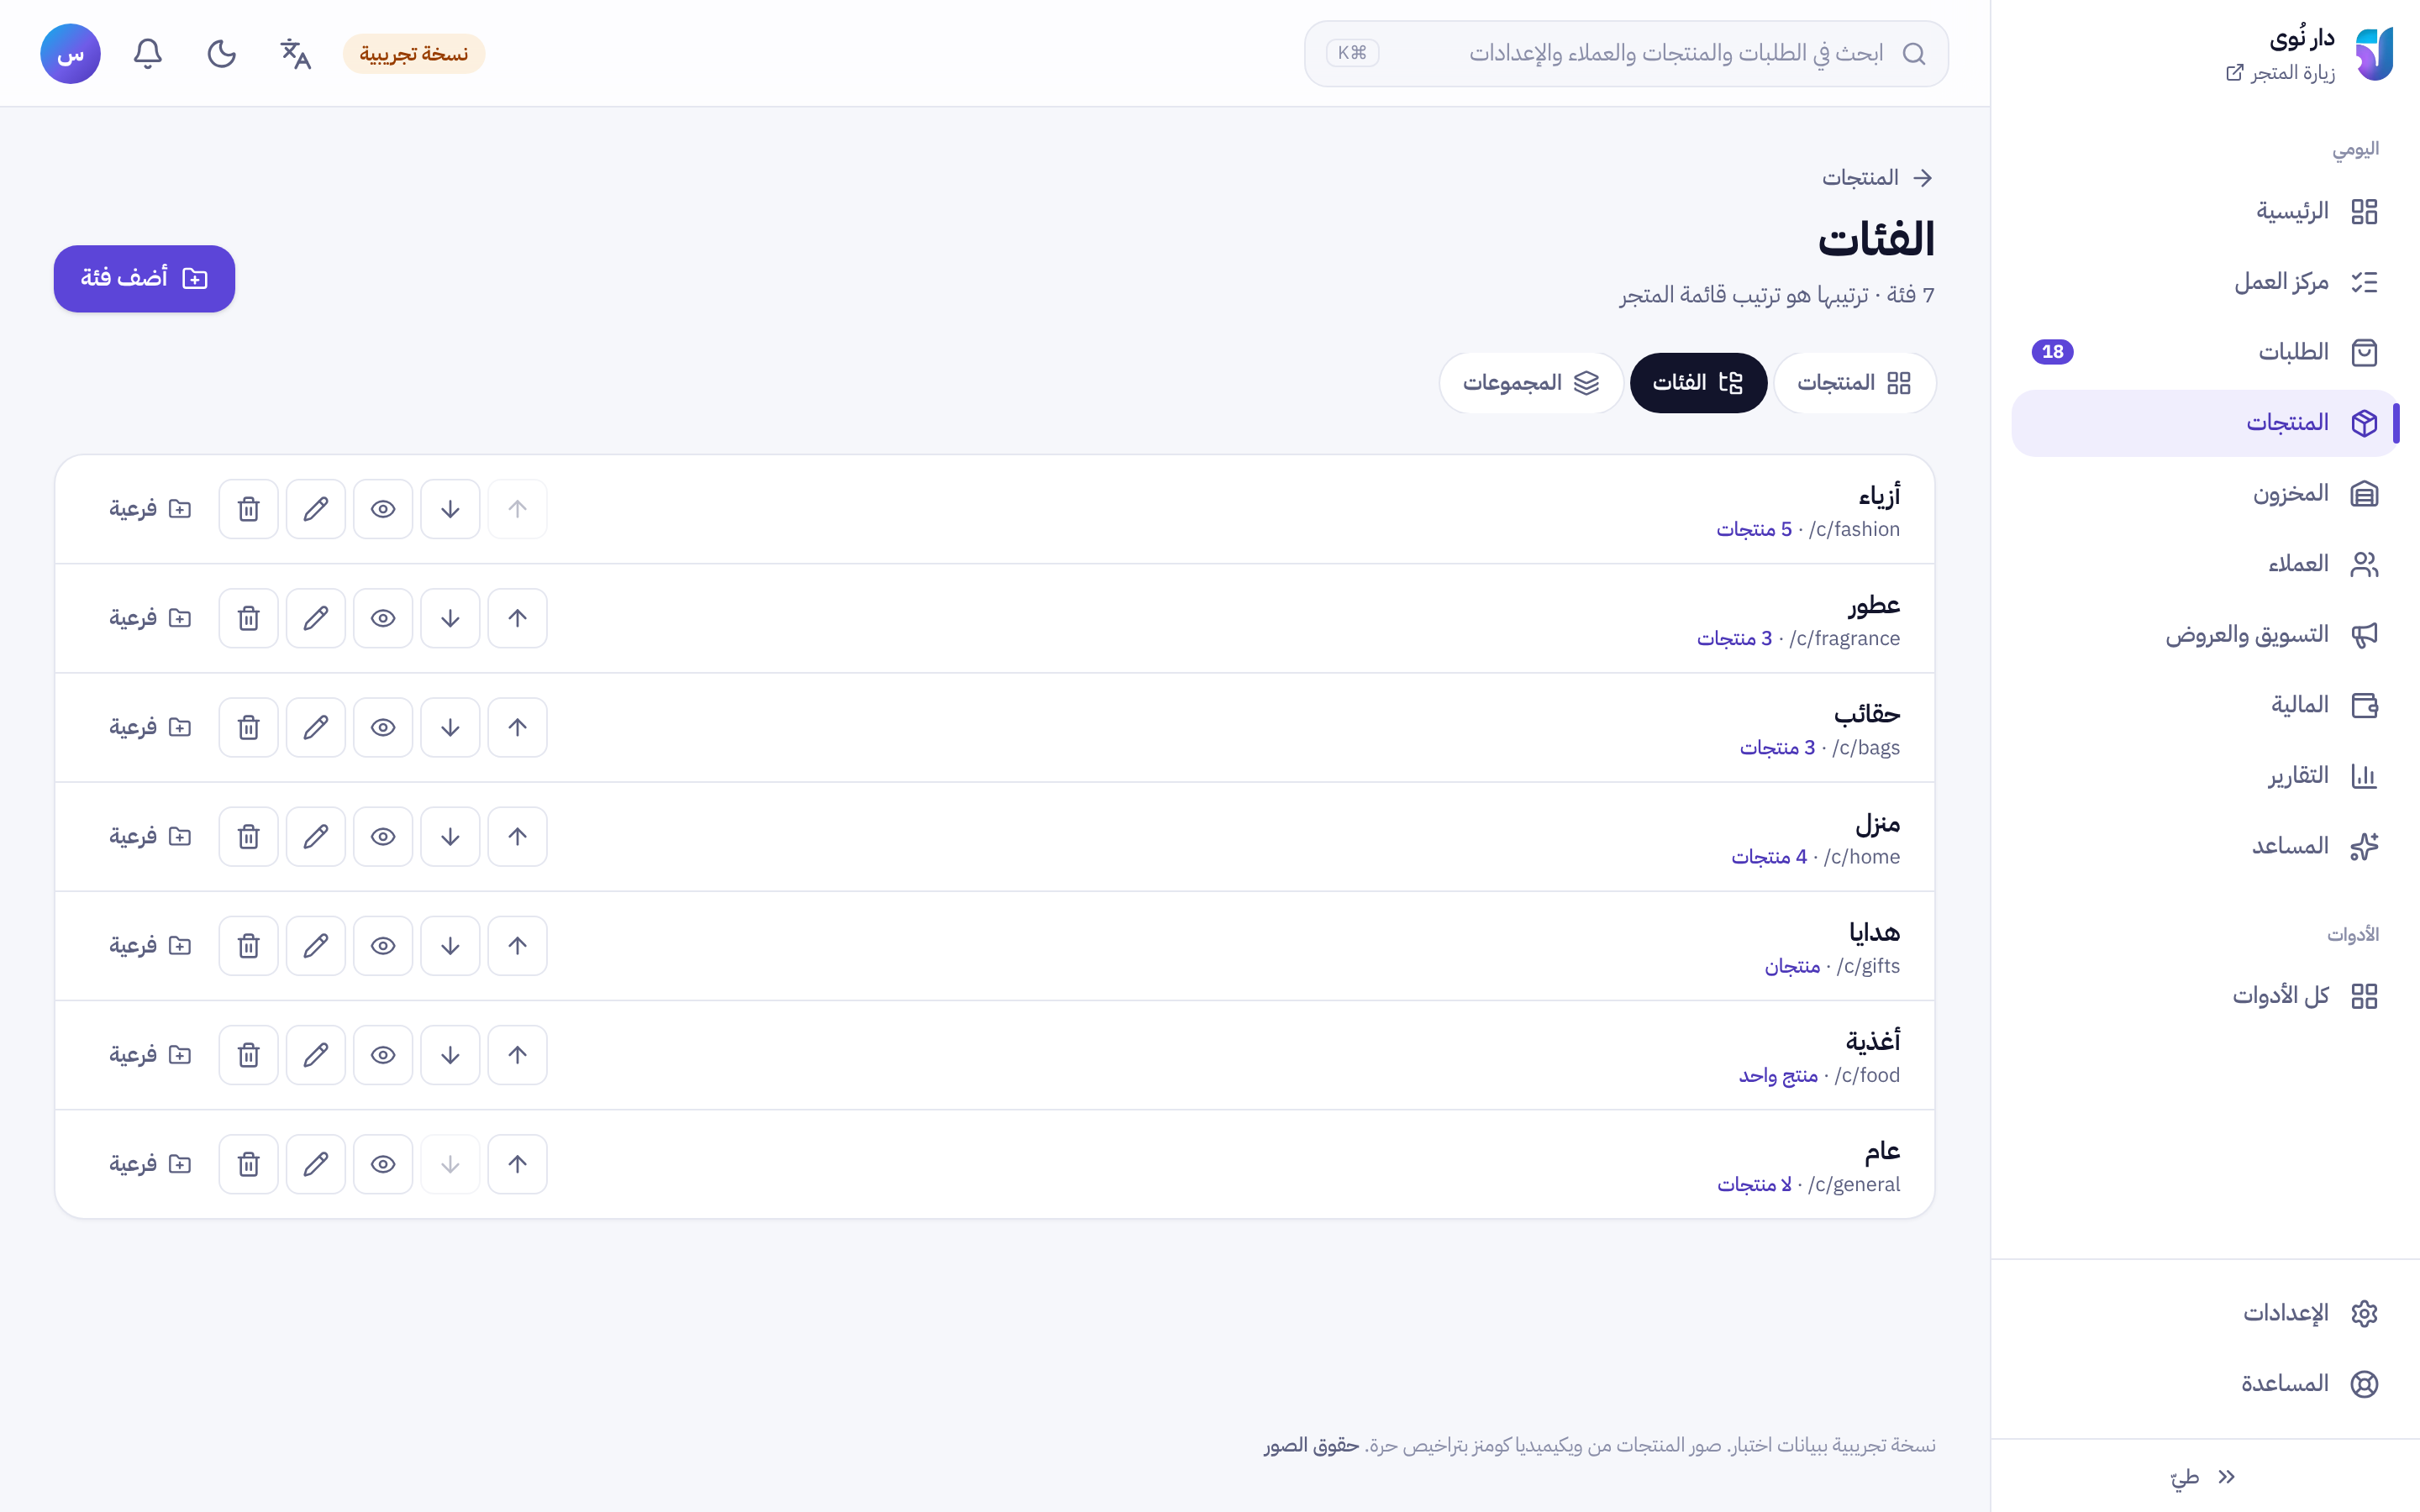 دار نُوى
زيارة المتجر
اليومي
الرئيسية
مركز العمل
الطلبات 18
المنتجات
المخزون
العملاء
التسويق والعروض
المالية
التقارير
المساعد
الأدوات
كل الأدوات
الإعدادات
المساعدة
طيّ
ابحث في الطلبات والمنتجات والعملاء والإعدادات ⌘K
نسخة تجريبية
س
المنتجات
الفئات
7 فئة · ترتيبها هو ترتيب قائمة المتجر
أضف فئة
المنتجات الفئات المجموعات
أزياء
/c/fashion · 5 منتجات
فرعية
عطور
/c/fragrance · 3 منتجات
فرعية
حقائب
/c/bags · 3 منتجات
فرعية
منزل
/c/home · 4 منتجات
فرعية
هدايا
/c/gifts · منتجان
فرعية
أغذية
/c/food · منتج واحد
فرعية
عام
/c/general · لا منتجات
فرعية
نسخة تجريبية ببيانات اختبار. صور المنتجات من ويكيميديا كومنز بتراخيص حرة. حقوق الصور